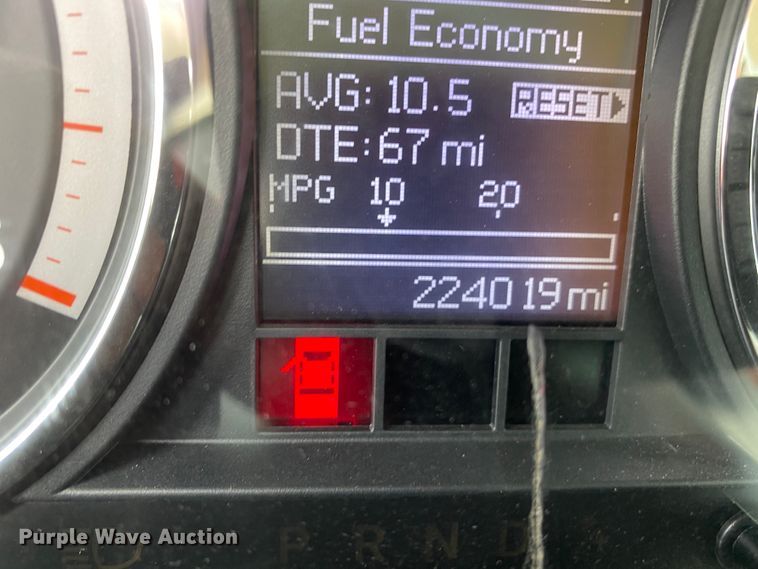 Fuel Economy
AVG: 10.5 RESET
DTE: 67 mi
MPG 10 20
224019 mi
P R N D
Purple Wave Auction